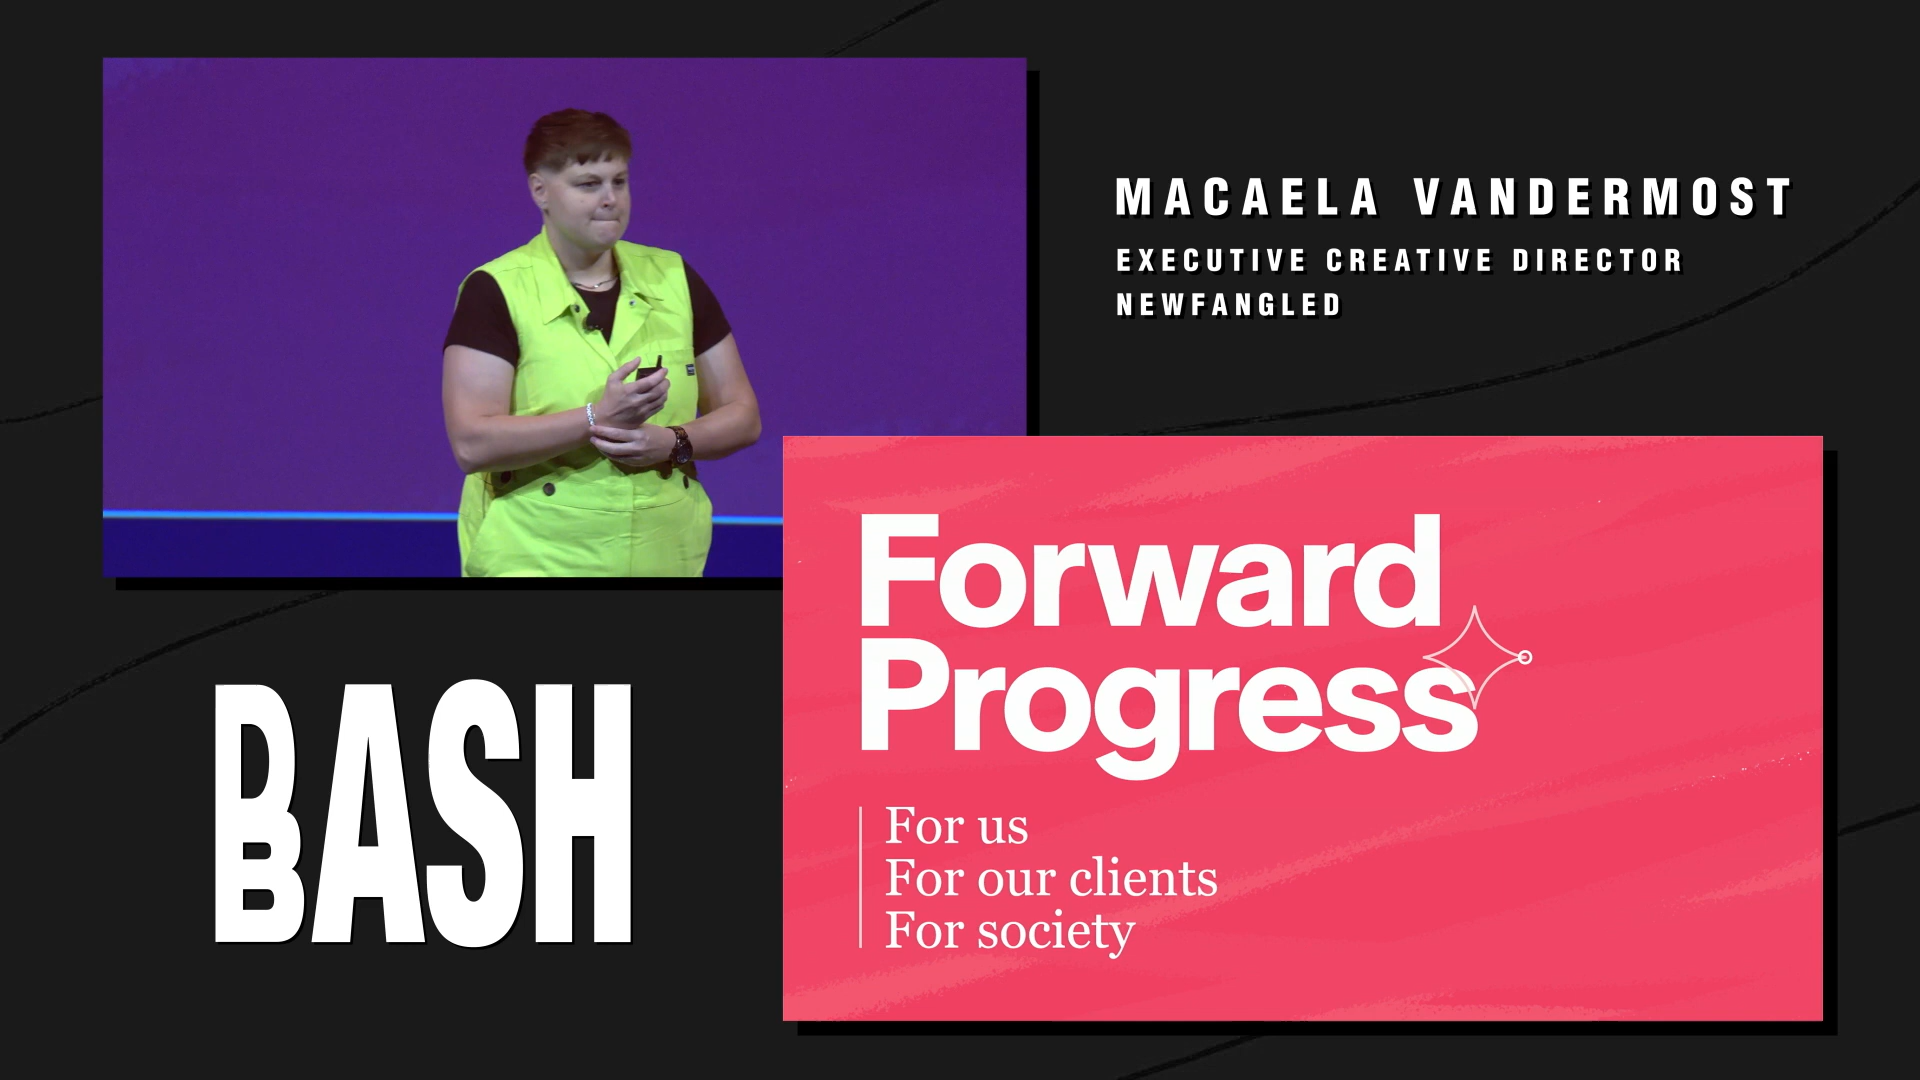 MACAELA VANDERMOST
EXECUTIVE CREATIVE DIRECTOR
NEWFANGLED
Forward
Progress
For us
For our clients
For society
BASH